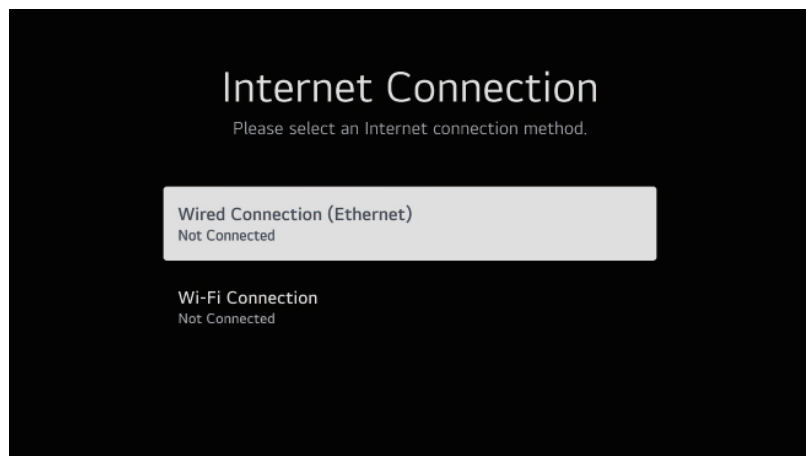 Internet Connection
Please select an Internet connection method.
Wired Connection (Ethernet)
Not Connected
Wi-Fi Connection
Not Connected